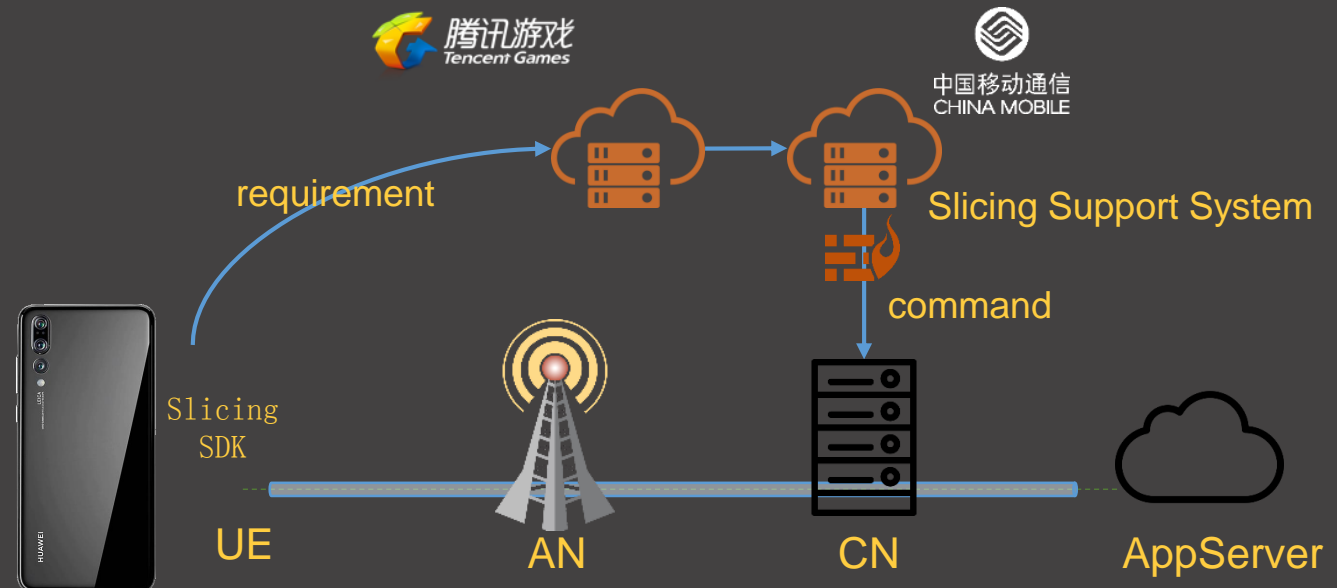 腾讯游戏
Tencent Games
中国移动通信
CHINA MOBILE
requirement
Slicing Support System
command
Slicing
SDK
HUAWEI
UE
AN
CN
AppServer